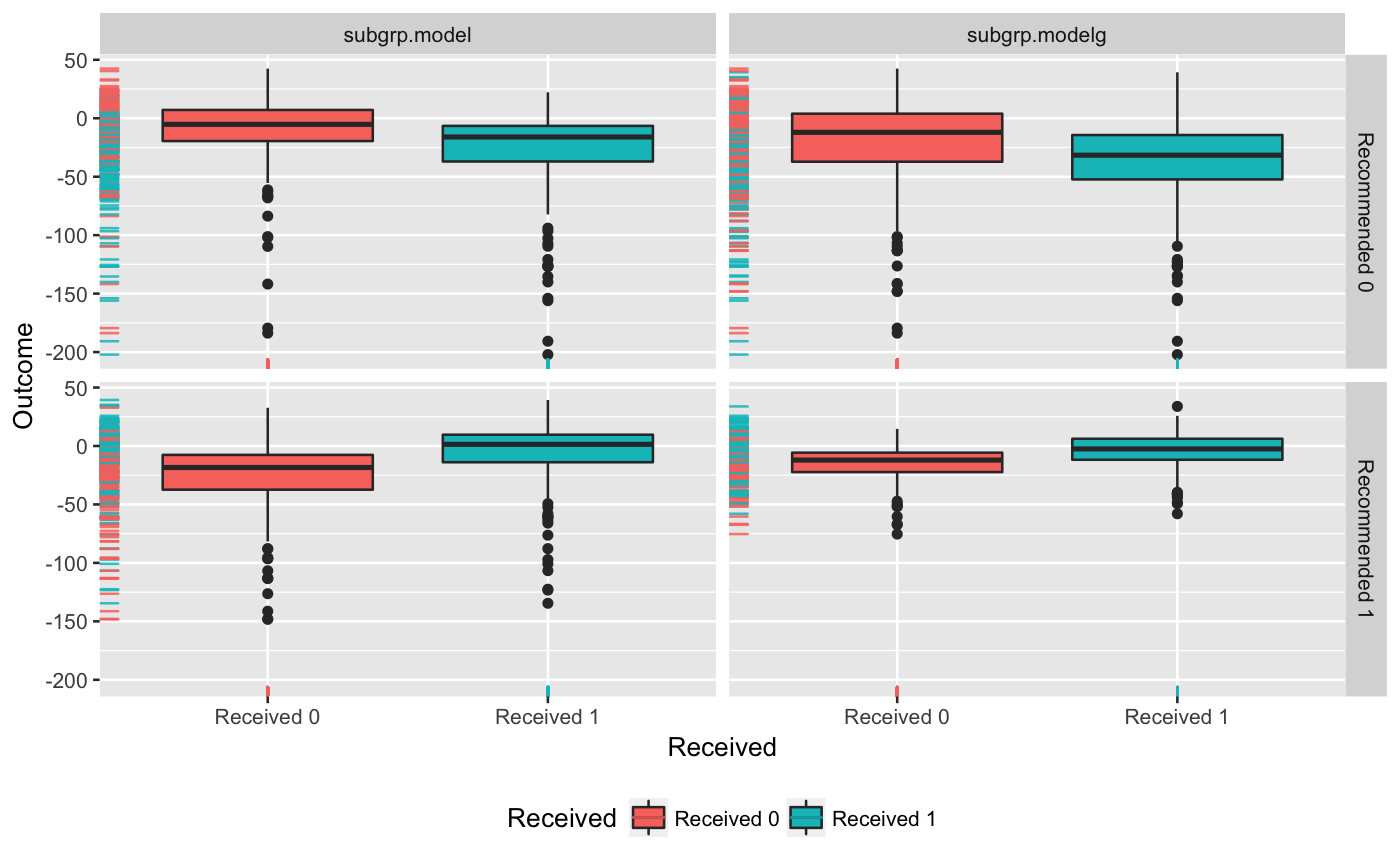 subgrp.model
subgrp.modelg
50
0
-50
-100
-150
-200
Recommended 0
Outcome
50
0
-50
-100
-150
-200
Recommended 1
Received 0
Received 1
Received 0
Received 1
Received
Received
Received 0
Received 1